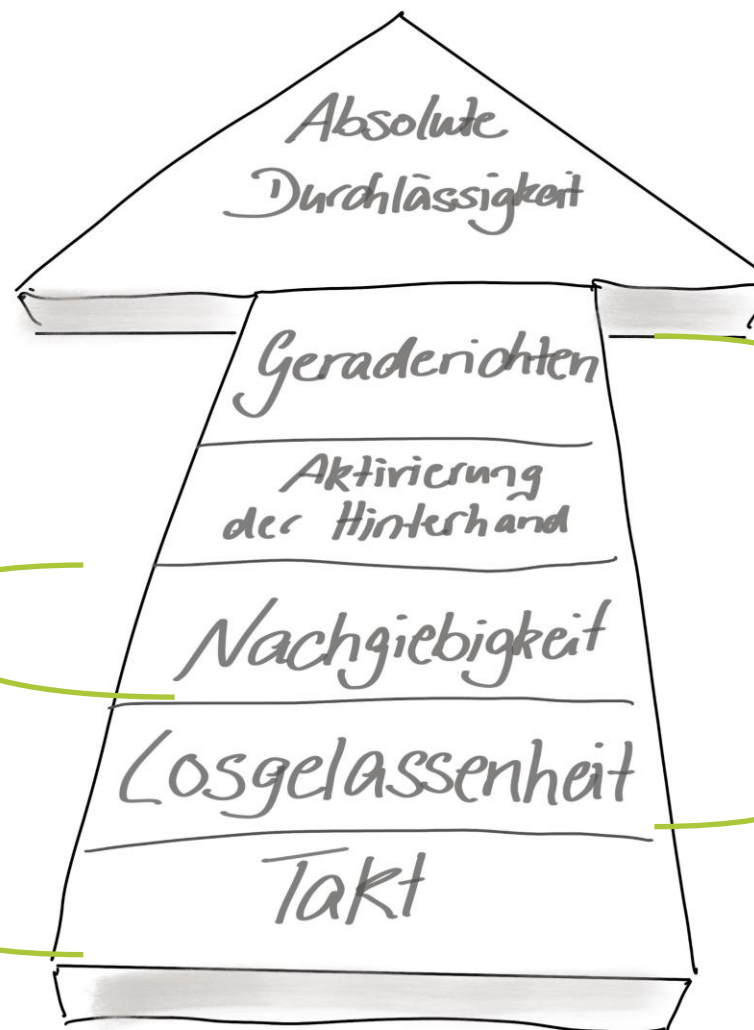 Absolute
Durchlässigkeit
Geraderichten
Aktivierung
der Hinterhand
Nachgiebigkeit
Losgelassenheit
Takt